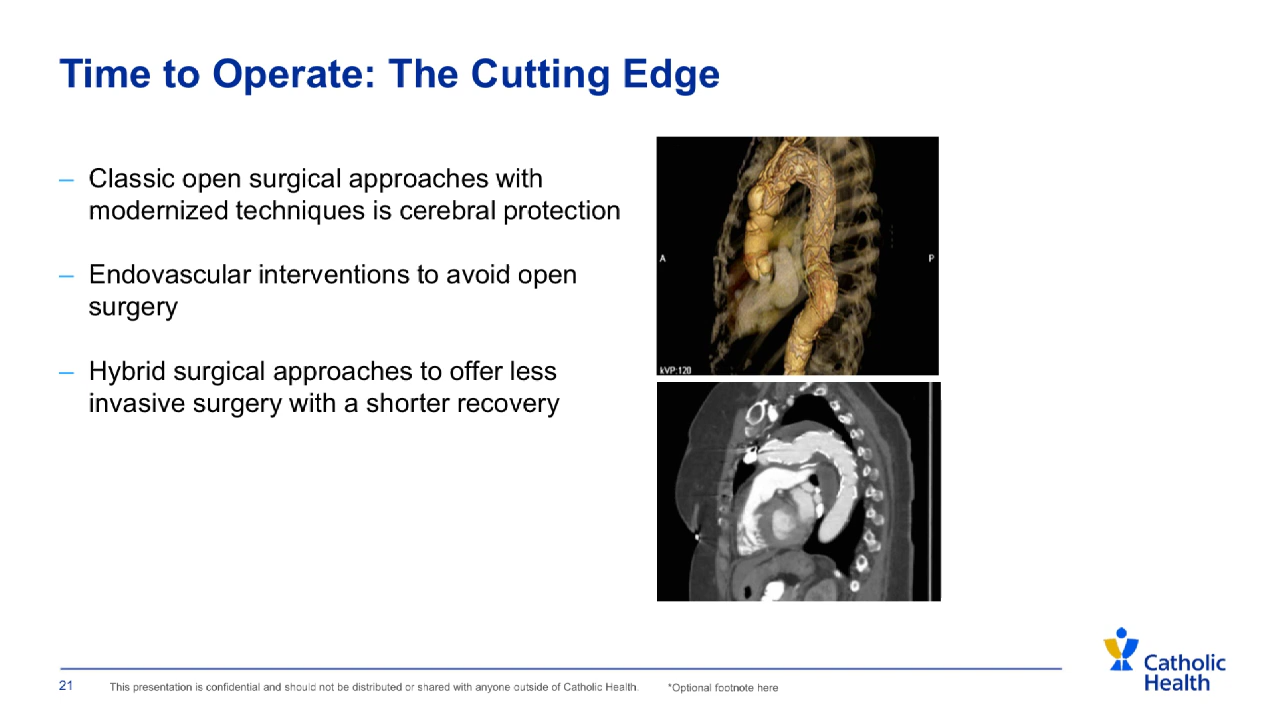 Time to Operate: The Cutting Edge
– Classic open surgical approaches with
modernized techniques is cerebral protection
– Endovascular interventions to avoid open
surgery
– Hybrid surgical approaches to offer less
invasive surgery with a shorter recovery
A
P
kVP:120
21
This presentation is confidential and should not be distributed or shared with anyone outside of Catholic Health.
*Optional footnote here
Catholic
Health